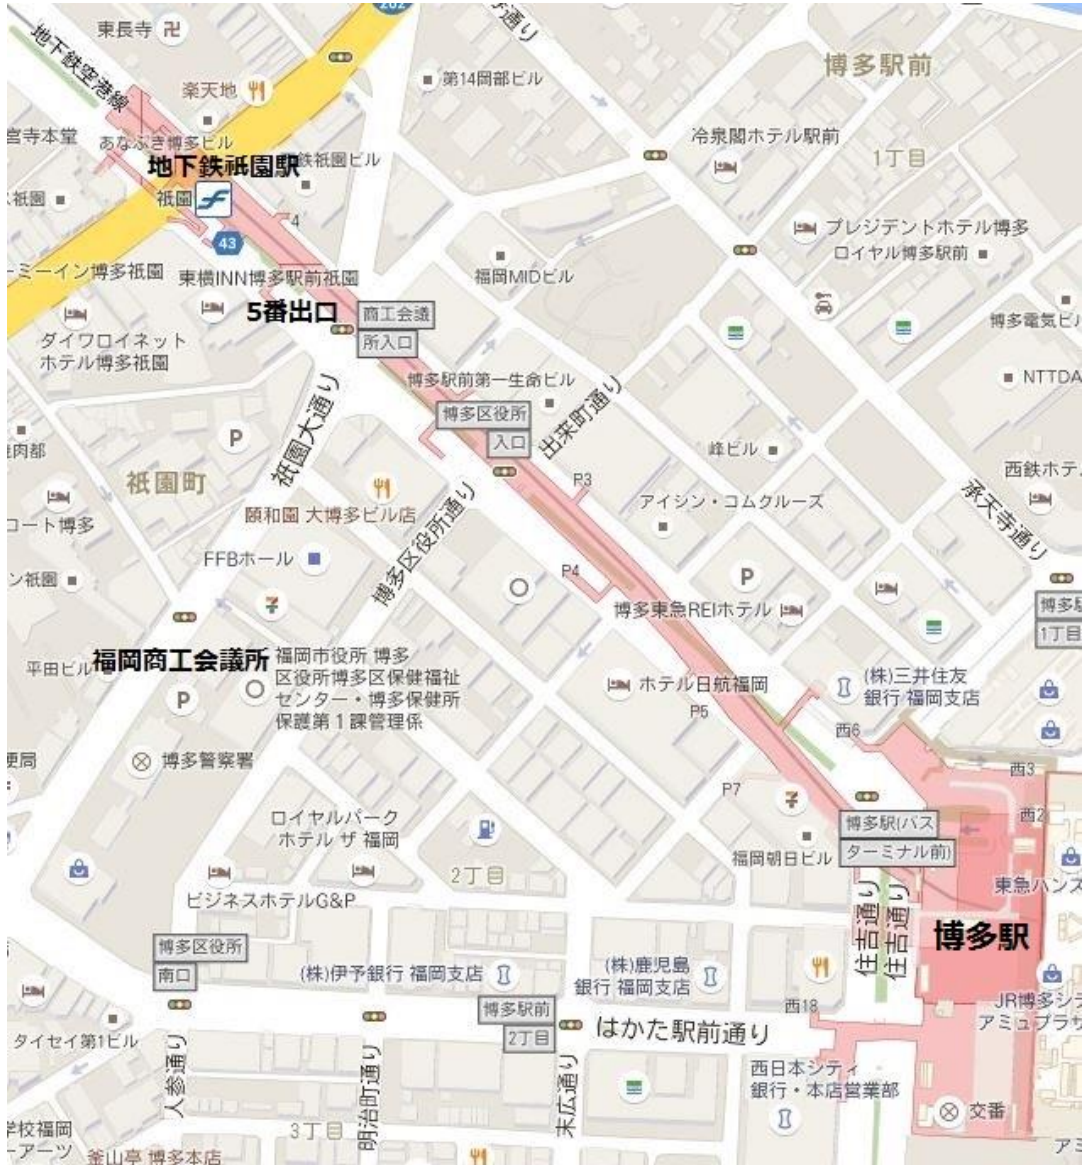 202
東長寺
地下鉄空港線
第14岡部ビル
博多駅前
楽天地
冷泉閣ホテル駅前
1丁目
宮寺本堂
あなぶき博多ビル
地下鉄祇園駅
鉄祇園ビル
祇園
祇園
4
プレジデントホテル博多
ロイヤル博多駅前
43
ーミーイン博多祇園
東横INN博多駅前祇園
福岡MIDビル
5番出口
商工会議
所入口
ダイワロイネット
ホテル博多祇園
博多電気ビル
博多駅前第一生命ビル
NTTDA
博多区役所
入口
出来町通り
祇園大通り
P
峰ビル
焼肉部
西鉄ホテ
祇園町
P3
アイシン・コムクルーズ
承天寺通り
コート博多
頤和園 大博多ビル店
FFBホール
博多区役所通り
P4
P
ン祇園
博多東急REIホテル
博多駅
1丁目
平田ビル
福岡商工会議所
福岡市役所 博多
区役所博多区保健福祉
センター・博多保健所
保護第1課管理係
P
ホテル日航福岡
(株)三井住友
銀行 福岡支店
P5
西6
便局
博多警察署
西3
P7
ロイヤルパーク
ホテル ザ 福岡
博多駅(バス
ターミナル前)
西2
福岡朝日ビル
2丁目
東急ハンズ
ビジネスホテルG&P
住吉通り
住吉通り
博多駅
博多区役所
南口
(株)伊予銀行 福岡支店
(株)鹿児島
銀行 福岡支店
JR博多シテ
アミュプラザ
博多駅前
2丁目
西18
はかた駅前通り
タイセイ第1ビル
人参通り
明治町通り
末広通り
西日本シティ
銀行・本店営業部
交番
学校福岡
ーアーツ
3丁目
釜山亭 博多本店